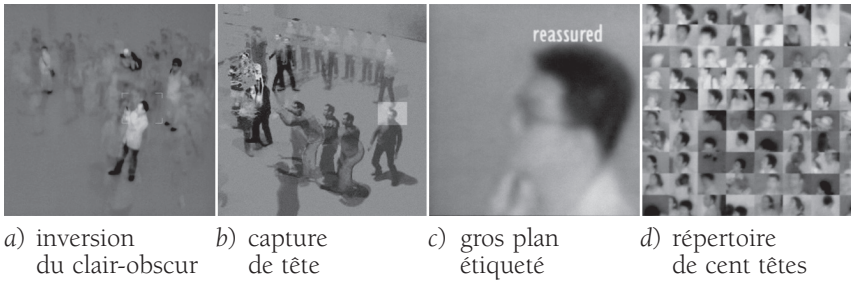 reassured
a) inversion
du clair-obscur
b) capture
de tête
c) gros plan
étiqueté
d) répertoire
de cent têtes